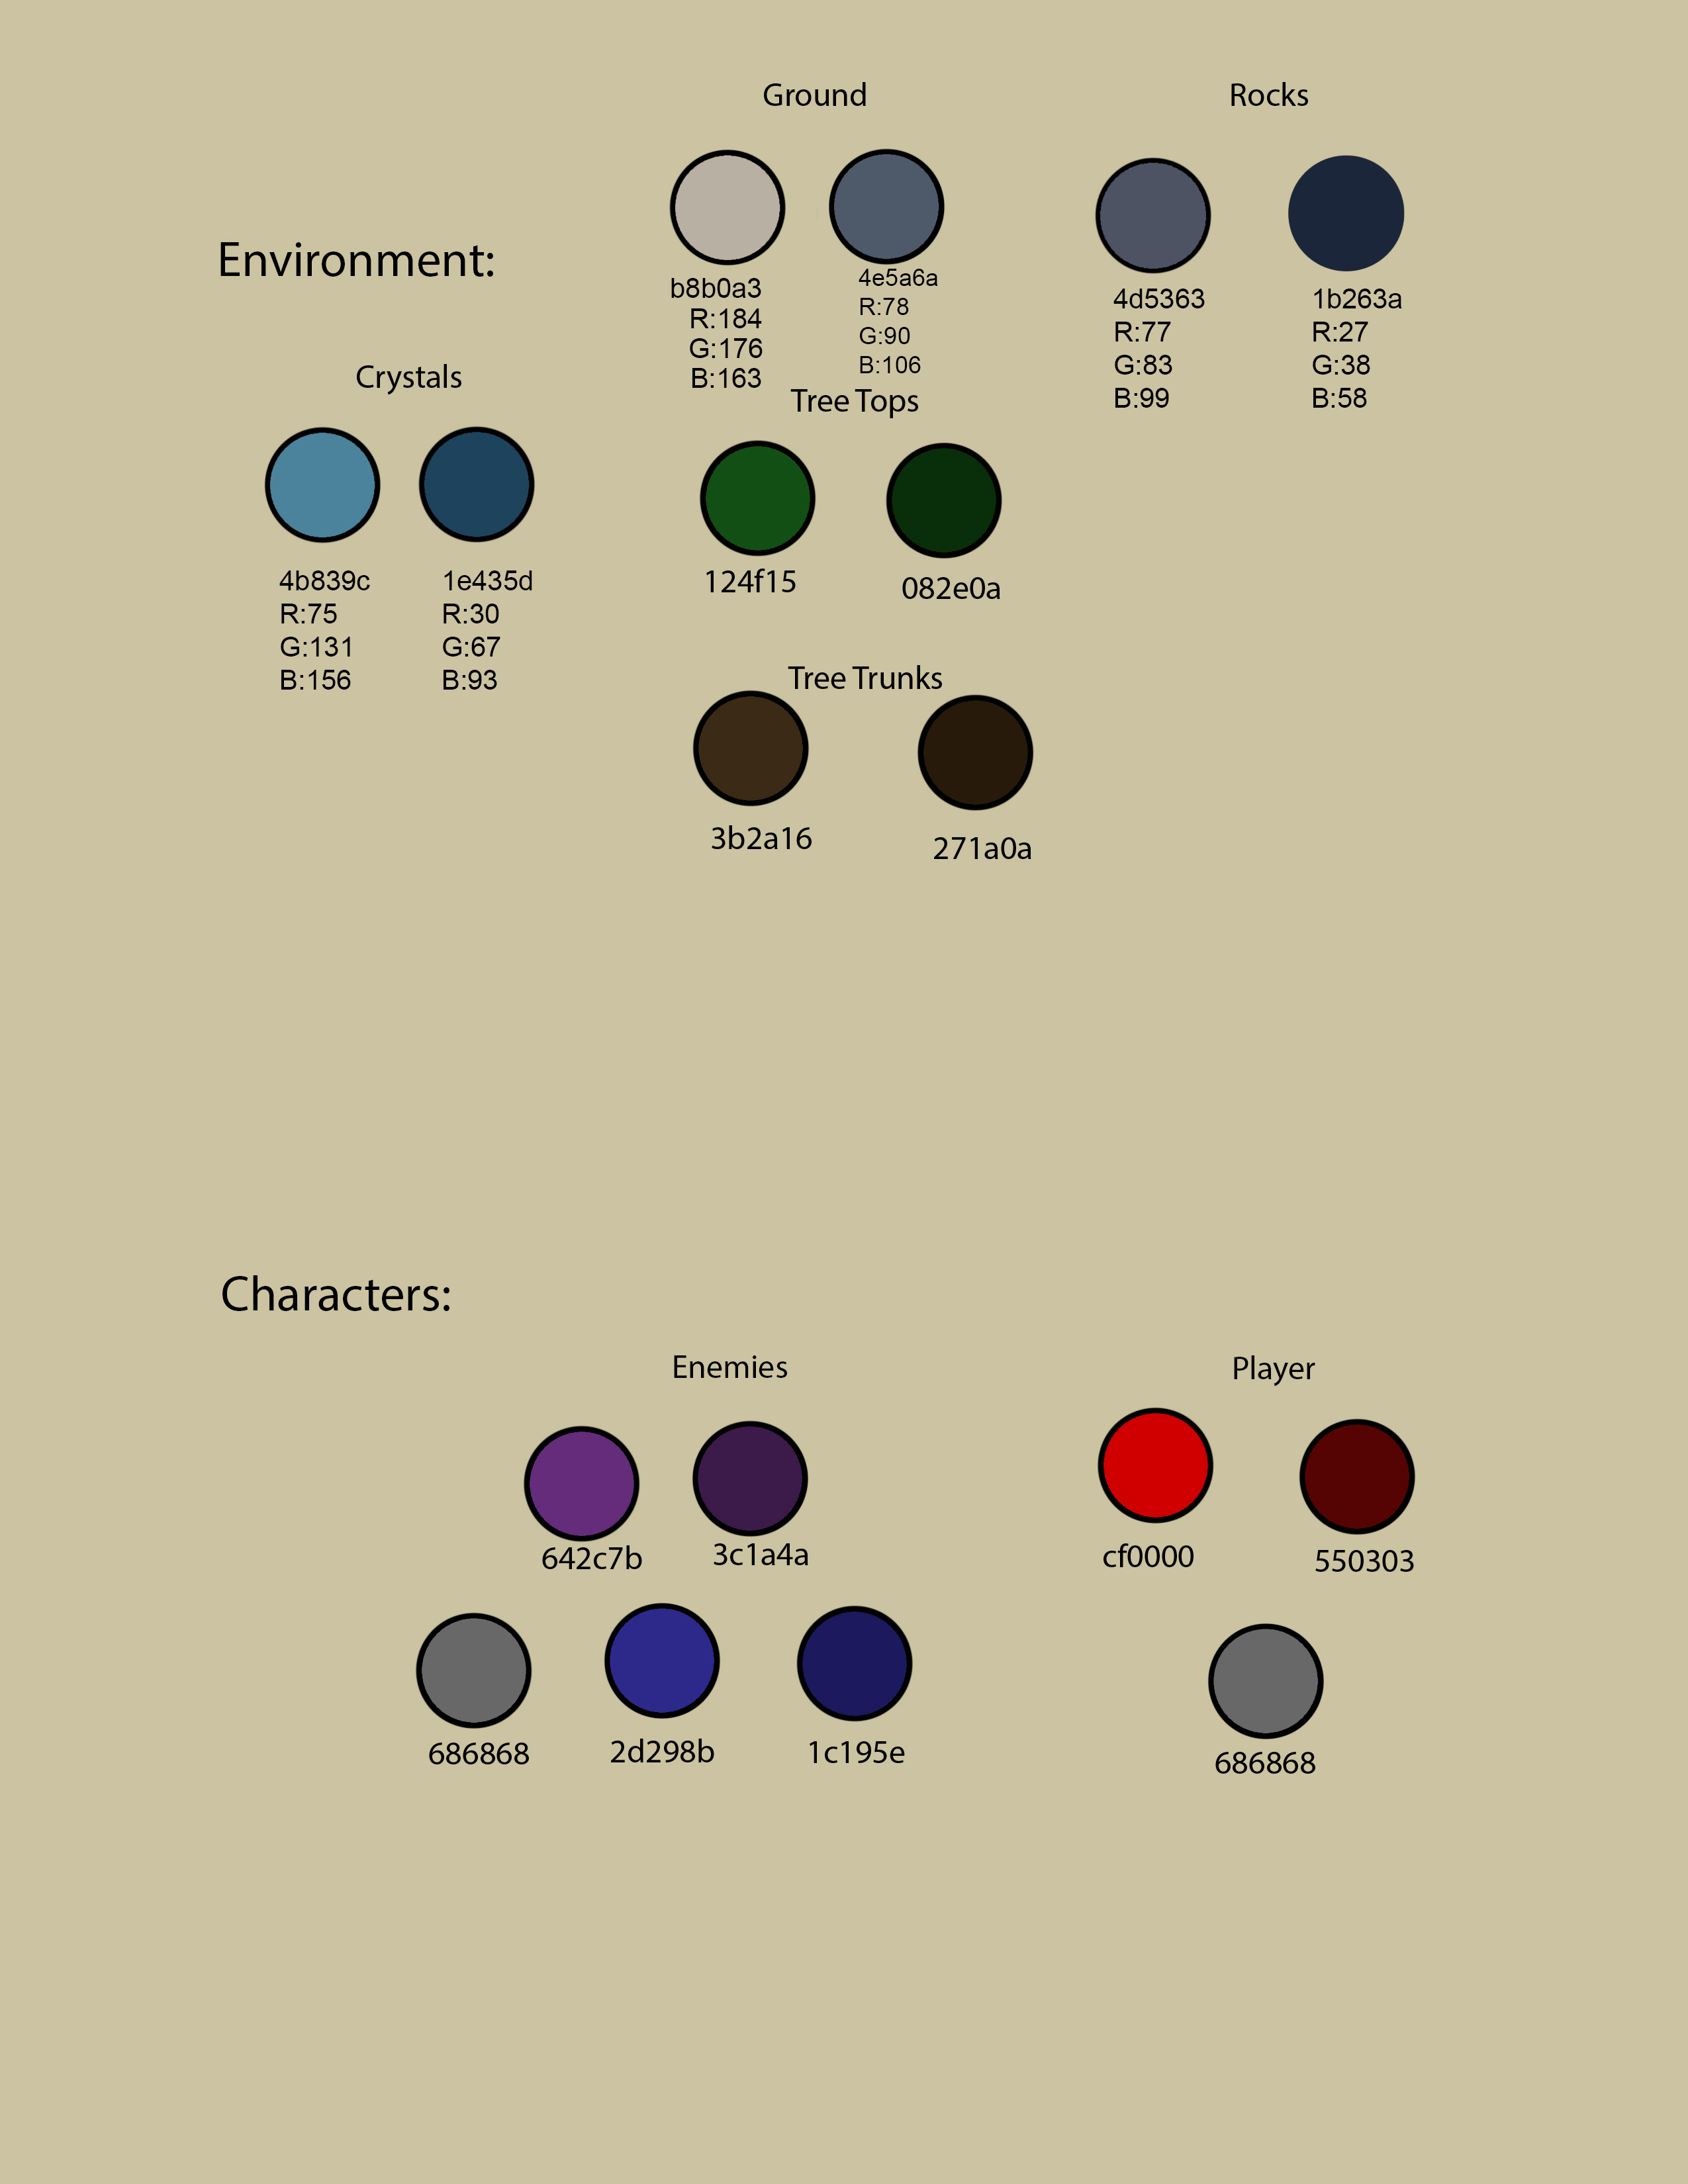 Environment:
Ground
b8b0a3
R:184
G:176
B:163
4e5a6a
R:78
G:90
B:106
Rocks
4d5363
R:77
G:83
B:99
1b263a
R:27
G:38
B:58
Crystals
4b839c
R:75
G:131
B:156
1e435d
R:30
G:67
B:93
Tree Tops
124f15
082e0a
Tree Trunks
3b2a16
271a0a
Characters:
Enemies
642c7b
3c1a4a
686868
2d298b
1c195e
Player
cf0000
550303
686868